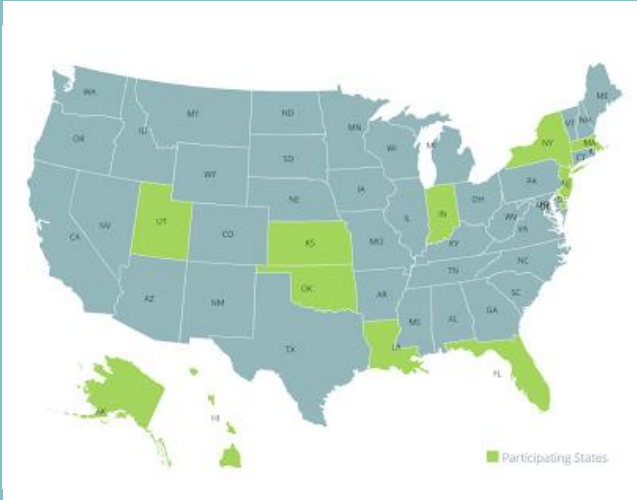 WA
OR
CA
NV
ID
MT
WY
UT
AZ
CO
NM
ND
SD
NE
KS
OK
TX
MN
IA
MO
AR
LA
WI
IL
MI
IN
OH
KY
TN
MS
AL
GA
FL
SC
NC
VA
WV
PA
NY
VT
NH
ME
MA
CT
AK
HI
Participating States